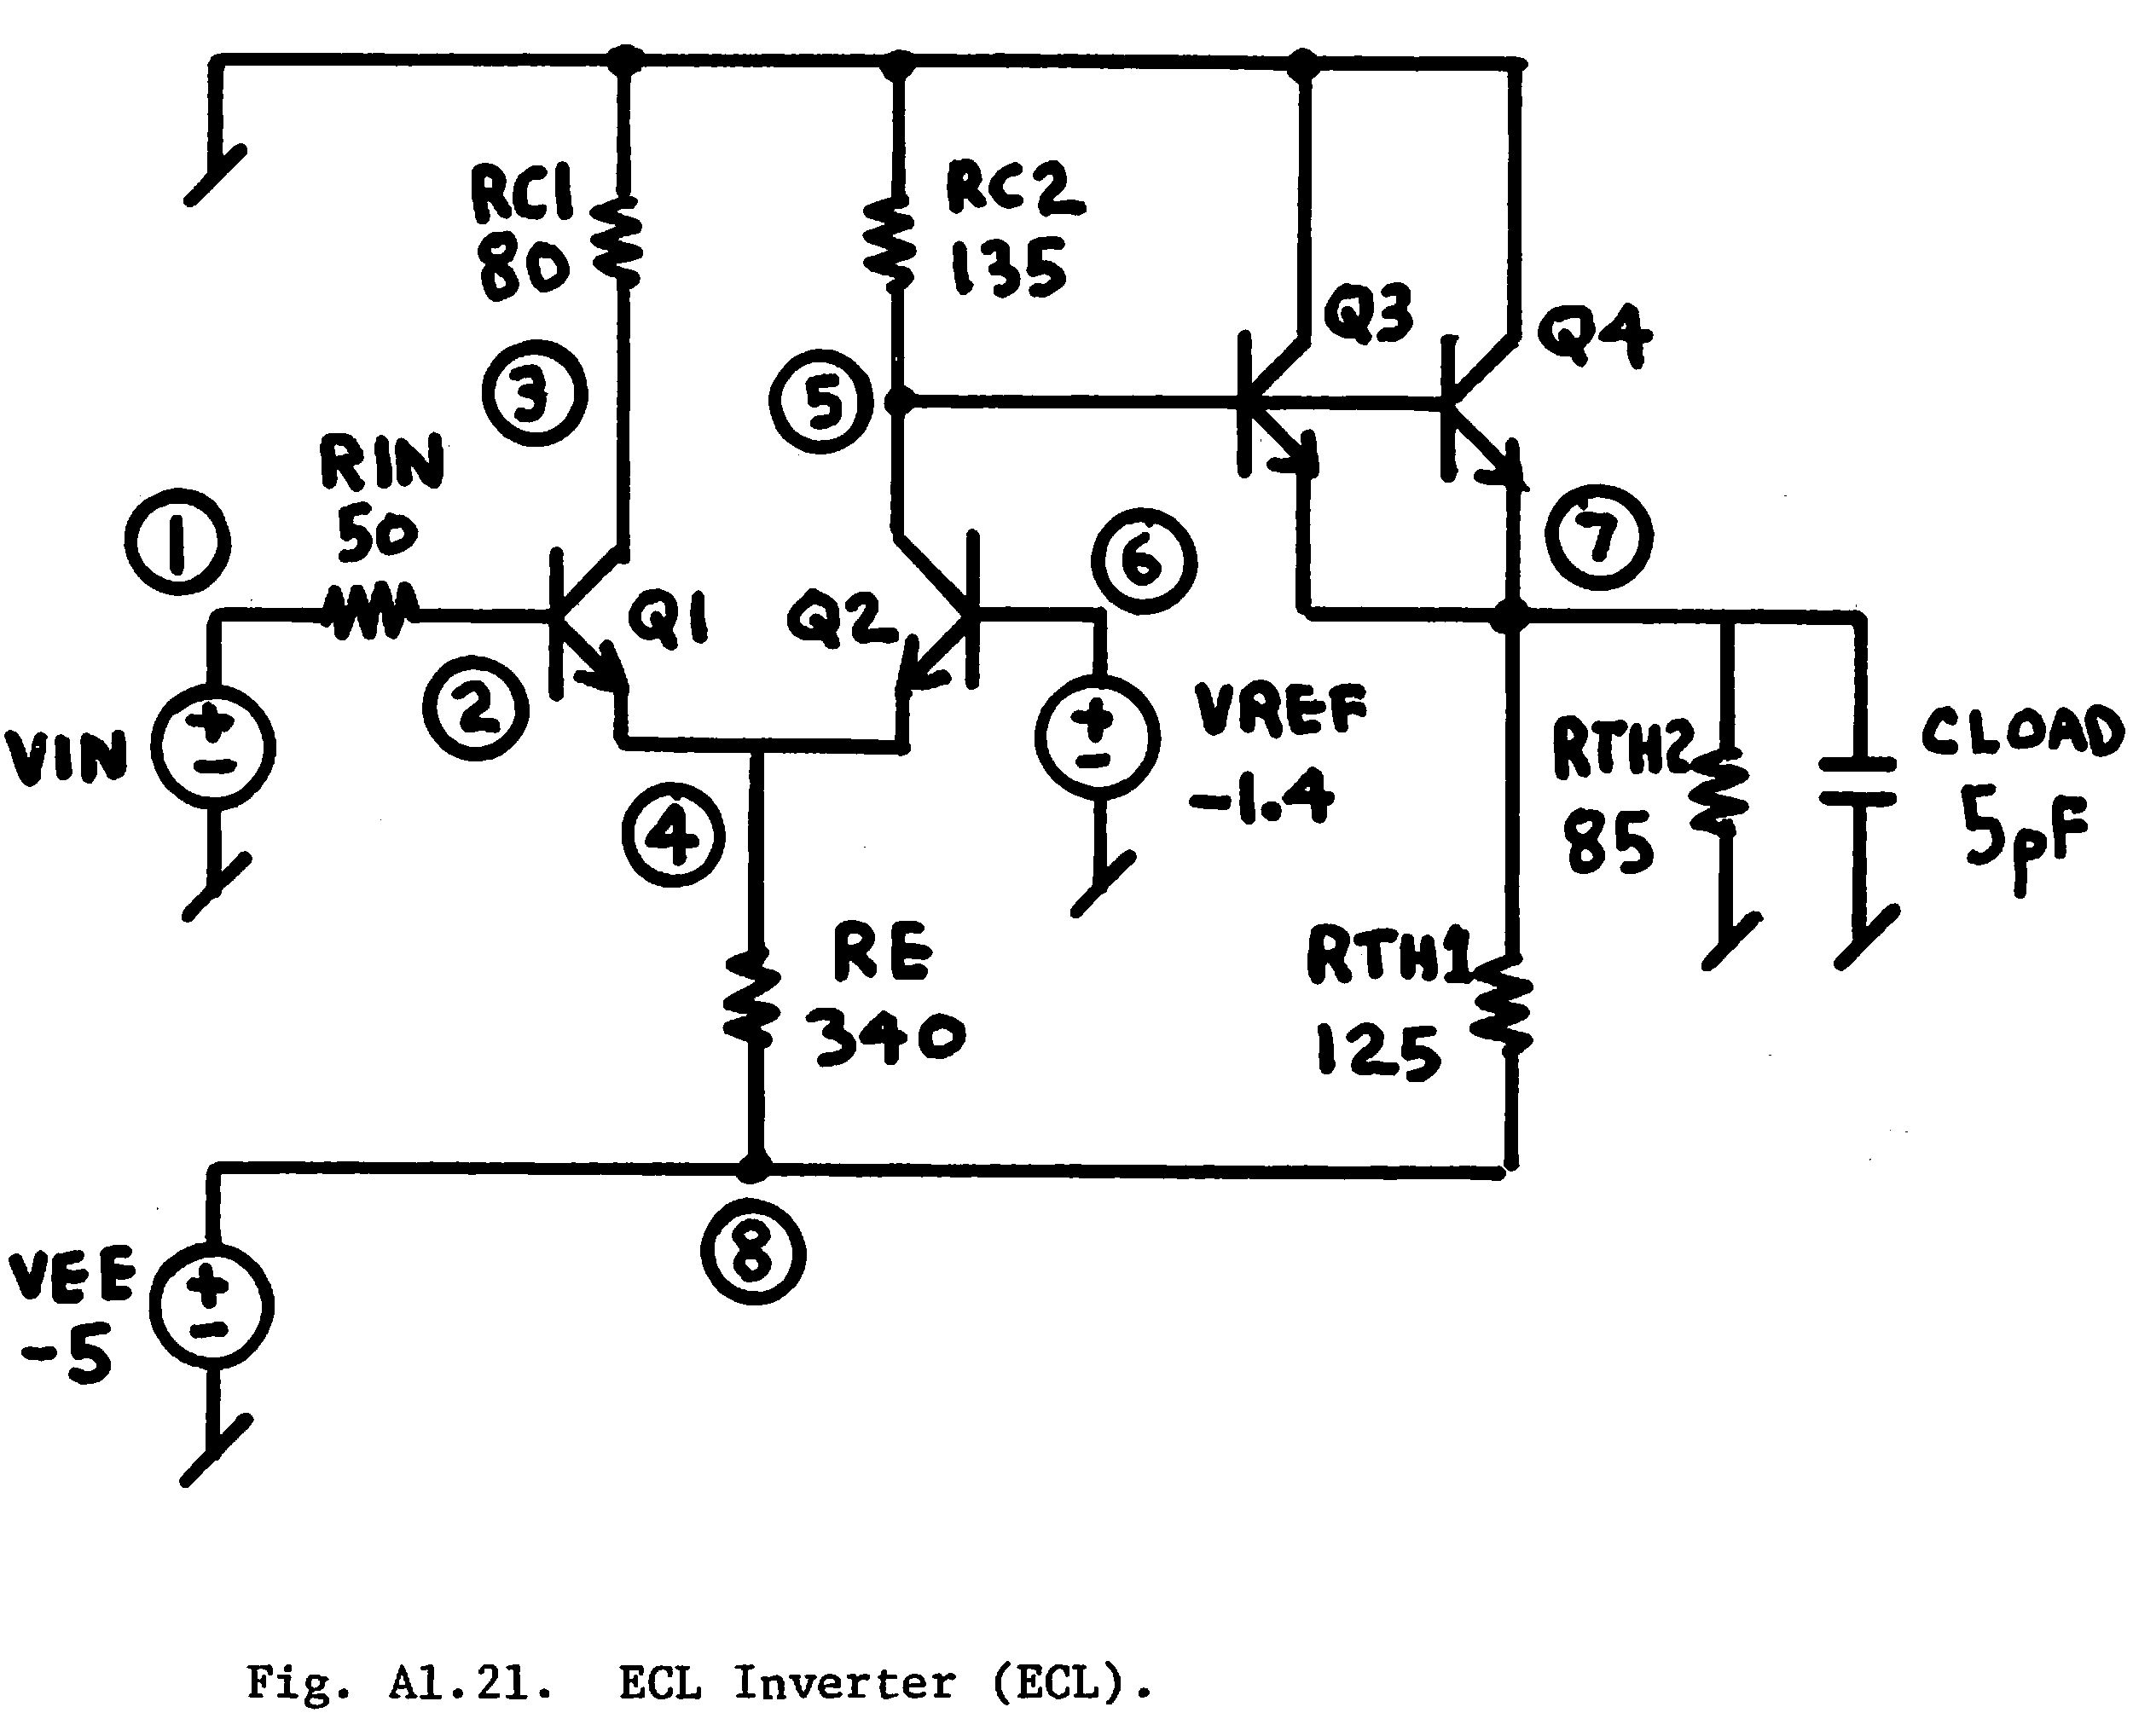 RC1
80
RC2
135
Q3
Q4
3
5
RIN
50
1
6
7
Q1
Q2
2
VIN
+
-
+
-
VREF
-1.4
RTH2
85
CLOAD
5pF
4
RE
340
RTH1
125
8
VEE
-5
+
-
Fig. A1.21. ECL Inverter (ECL).